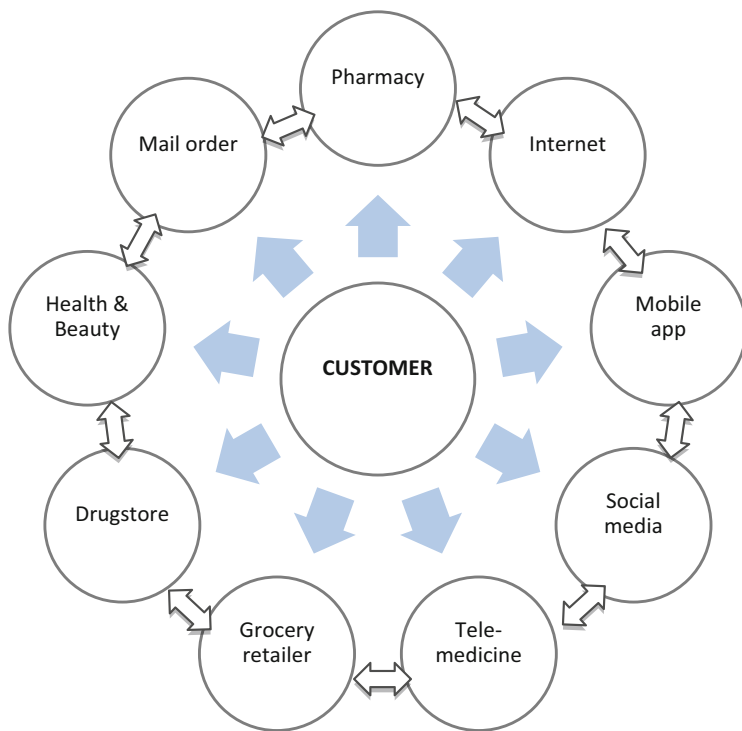 Pharmacy
Mail order
Internet
Health &
Beauty
Mobile
app
CUSTOMER
Drugstore
Social
media
Grocery
retailer
Tele-
medicine